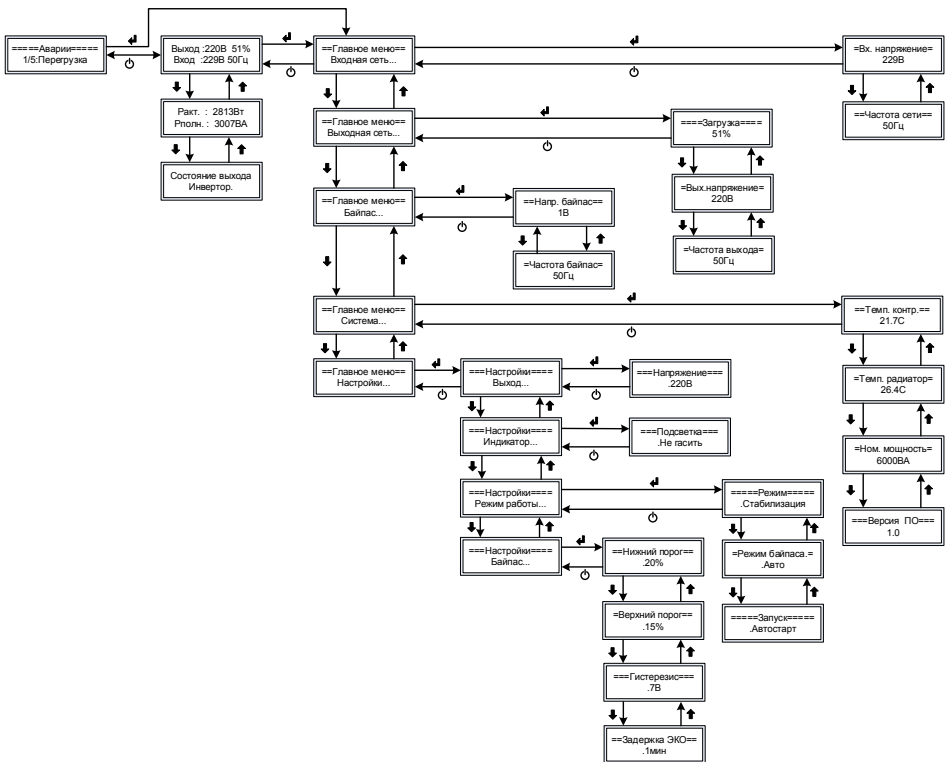 =====Аварии=====
1/5:Перегрузка
Выход :220В 51%
Вход :229В 50Гц
==Главное меню==
Входная сеть...
=Вх. напряжение=
229В
Ракт. : 2813Вт
Рполн. : 3007ВА
==Главное меню==
Выходная сеть...
====Загрузка====
51%
==Частота сети==
50Гц
Состояние выхода
Инвертор.
==Главное меню==
Байпас...
==Напр. байпас==
1В
=Вых.напряжение=
220В
=Частота байпас=
50Гц
=Частота выхода=
50Гц
==Главное меню==
Система...
==Темп. контр.==
21.7С
==Главное меню==
Настройки...
===Настройки====
Выход...
===Напряжение===
.220В
=Темп. радиатор=
26.4С
===Настройки====
Индикатор...
===Подсветка===
.Не гасить
=Ном. мощность=
6000ВА
===Настройки====
Режим работы...
=====Режим=====
.Стабилизация
===Версия ПО===
1.0
===Настройки====
Байпас...
==Нижний порог==
.20%
=Режим байпаса.=
.Авто
=Верхний порог==
.15%
=====Запуск=====
.Автостарт
===Гистерезис===
.7В
==Задержка ЭКО==
.1мин